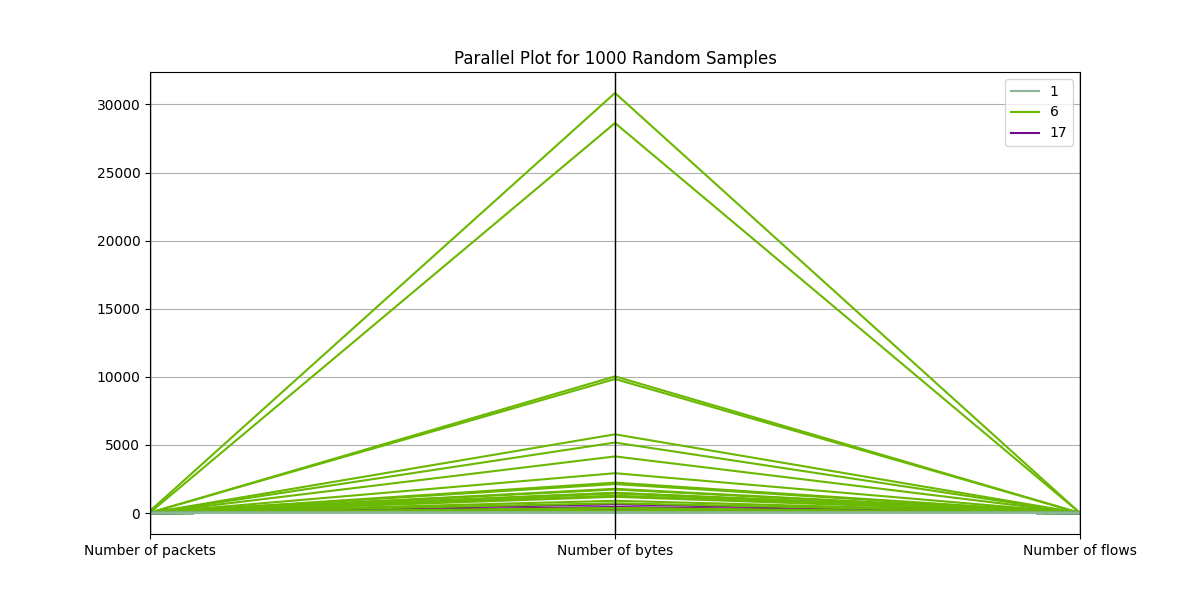 Parallel Plot for 1000 Random Samples
30000
25000
20000
15000
10000
5000
0
1
6
17
Number of packets
Number of bytes
Number of flows